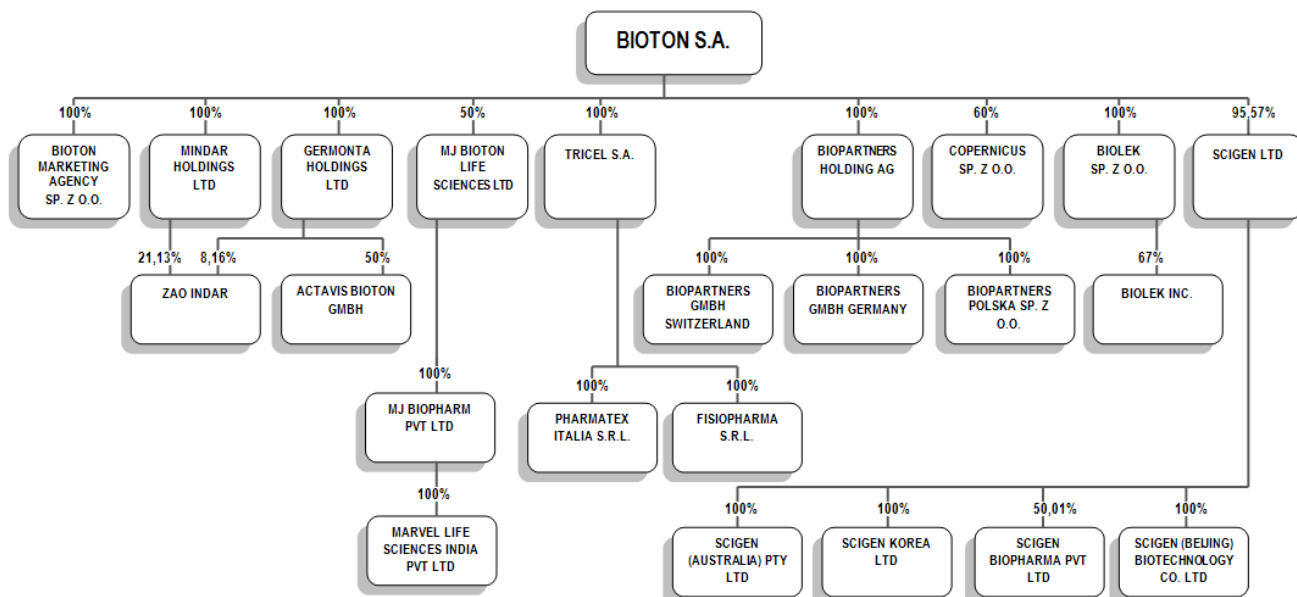 BIOTON S.A.
100%
100%
100%
50%
100%
100%
60%
100%
95,57%
BIOTON
MARKETING
AGENCY
SP. Z O.O.
MINDAR
HOLDINGS
LTD
GERMONTA
HOLDINGS
LTD
MJ BIOTON
LIFE
SCIENCES LTD
TRICEL S.A.
BIOPARTNERS
HOLDING AG
COPERNICUS
SP. Z O.O.
BIOLEK
SP. Z O.O.
SCIGEN LTD
21,13%
8,16%
50%
100%
100%
100%
67%
ZAO INDAR
ACTAVIS BIOTON
GMBH
BIOPARTNERS
GMBH
SWITZERLAND
BIOPARTNERS
GMBH GERMANY
BIOPARTNERS
POLSKA SP. Z
O.O.
BIOLEK INC.
100%
100%
100%
MJ BIOPHARM
PVT LTD
PHARMATEX
ITALIA S.R.L.
FISIOPHARMA
S.R.L.
100%
100%
100%
50,01%
100%
MARVEL LIFE
SCIENCES INDIA
PVT LTD
SCIGEN
(AUSTRALIA) PTY
LTD
SCIGEN KOREA
LTD
SCIGEN
BIOPHARMA PVT
LTD
SCIGEN (BEIJING)
BIOTECHNOLOGY
CO. LTD